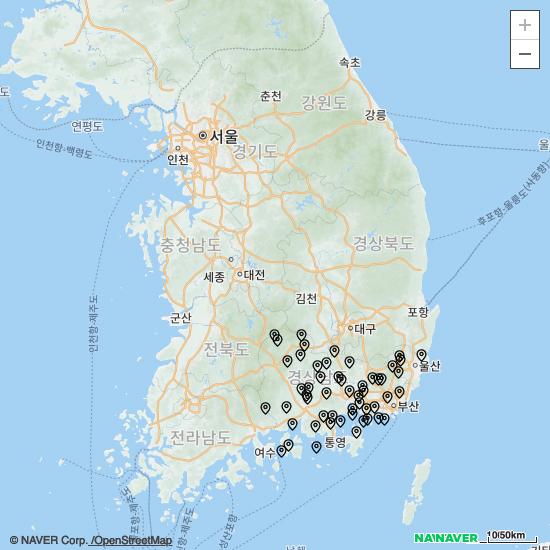 속초
춘천
강원도
강릉
도
연평도
서울
인천
경기도
인천항-백령도
울
후포항-울릉도(사동항)
충청남도
경상북도
세종
대전
김천
인천항-제주도
군산
포항
대구
전북도
울산
경상남
부산
전라남도
여수
통영
© NAVER Corp. /OpenStreetMap
NAVER
10/50km